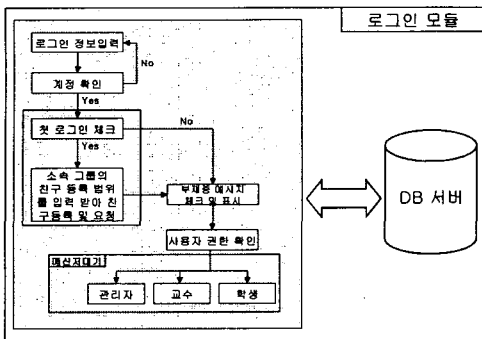 로그인 모듈
로그인 정보입력
No
계정 확인
Yes
첫 로그인 체크
No
Yes
소속 그룹의
친구 등록 범위
를 입력 받아 친
구등록 및 요청
부재중 메시지
체크 및 표시
사용자 권한 확인
메신저대기
관리자
교수
학생
DB 서버